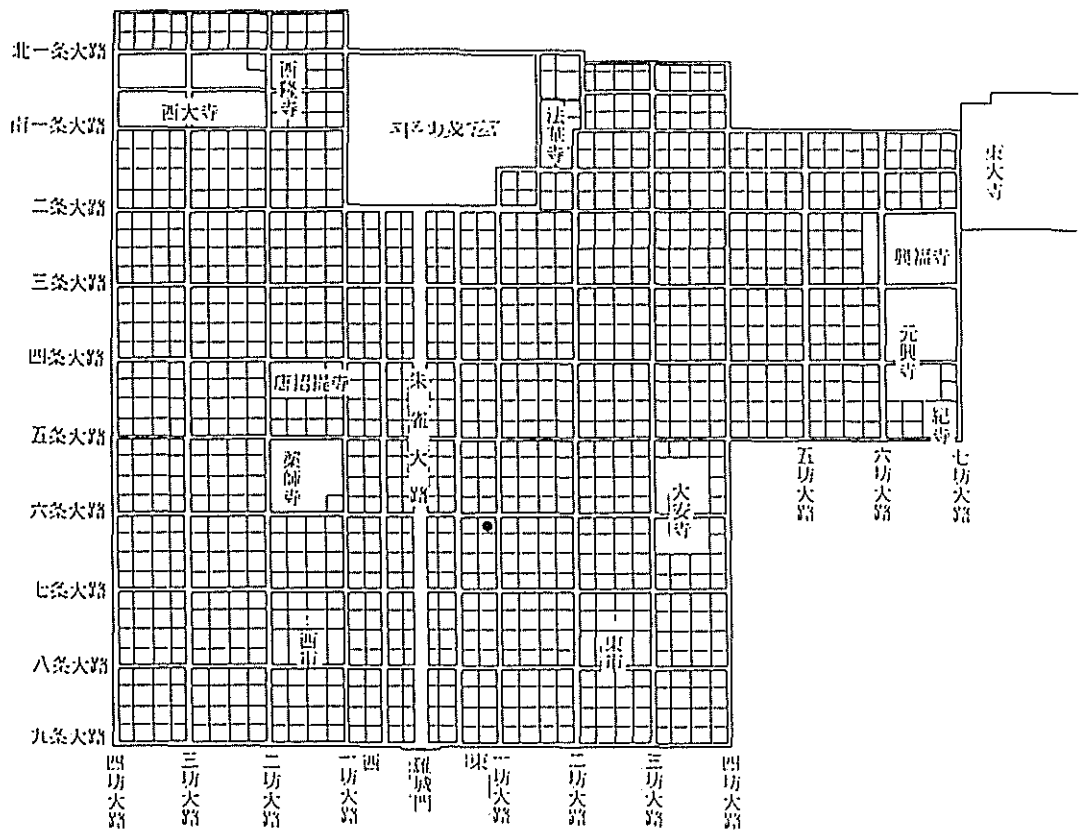 北一条大路
南一条大路
二条大路
三条大路
四条大路
五条大路
六条大路
七条大路
八条大路
九条大路
西大寺
西隆寺
法華寺
東大寺
興福寺
元興寺
紀寺
唐招提寺
薬師寺
朱雀大路
大安寺
西市
東市
五坊大路
六坊大路
七坊大路
四坊大路
三坊大路
二坊大路
一坊大路
西
羅城門
東
一坊大路
二坊大路
三坊大路
四坊大路